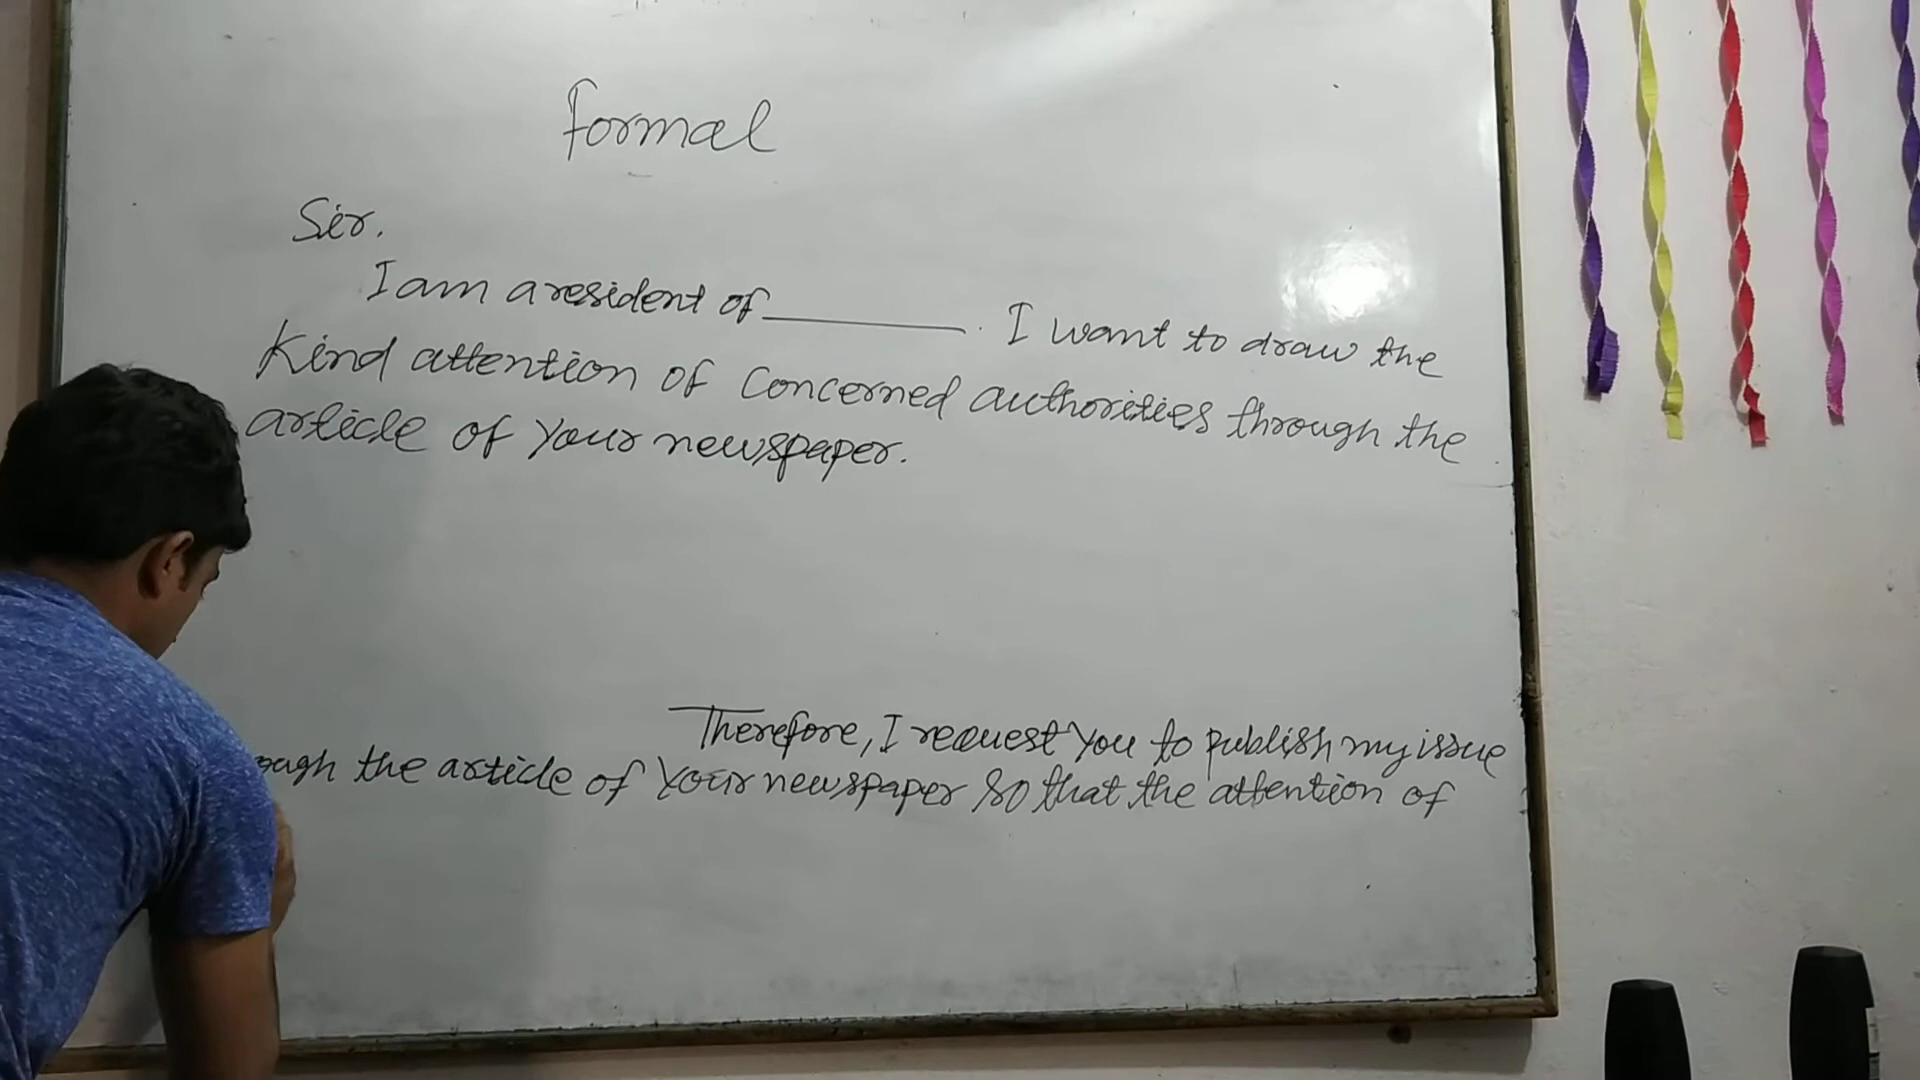 Formal
Sir.
I am a resident of ________. I want to draw the
Kind attention of Concerned authorities through the
article of your newspaper.
Therefore, I request you to publish my issue
ough the article of your newspaper so that the attention of